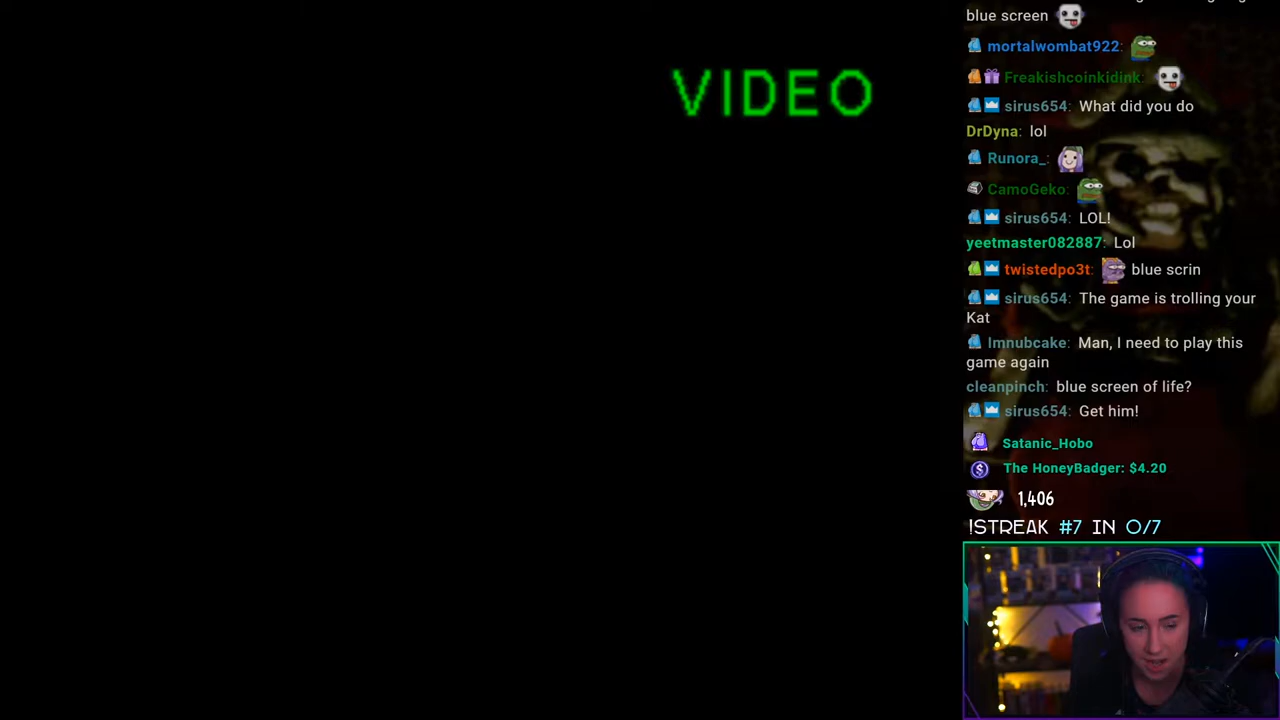 VIDEO
blue screen
mortalwombat922:
Freakishcoinkidink:
sirus654: What did you do
DrDyna: lol
Runora_:
CamoGeko:
sirus654: LOL!
yeetmaster082887: Lol
twistedpo3t: blue scrin
sirus654: The game is trolling your
Kat
Imnubcake: Man, I need to play this
game again
cleanpinch: blue screen of life?
sirus654: Get him!
Satanic_Hobo
The HoneyBadger: $4.20
1,406
!STREAK #7 IN 0/7